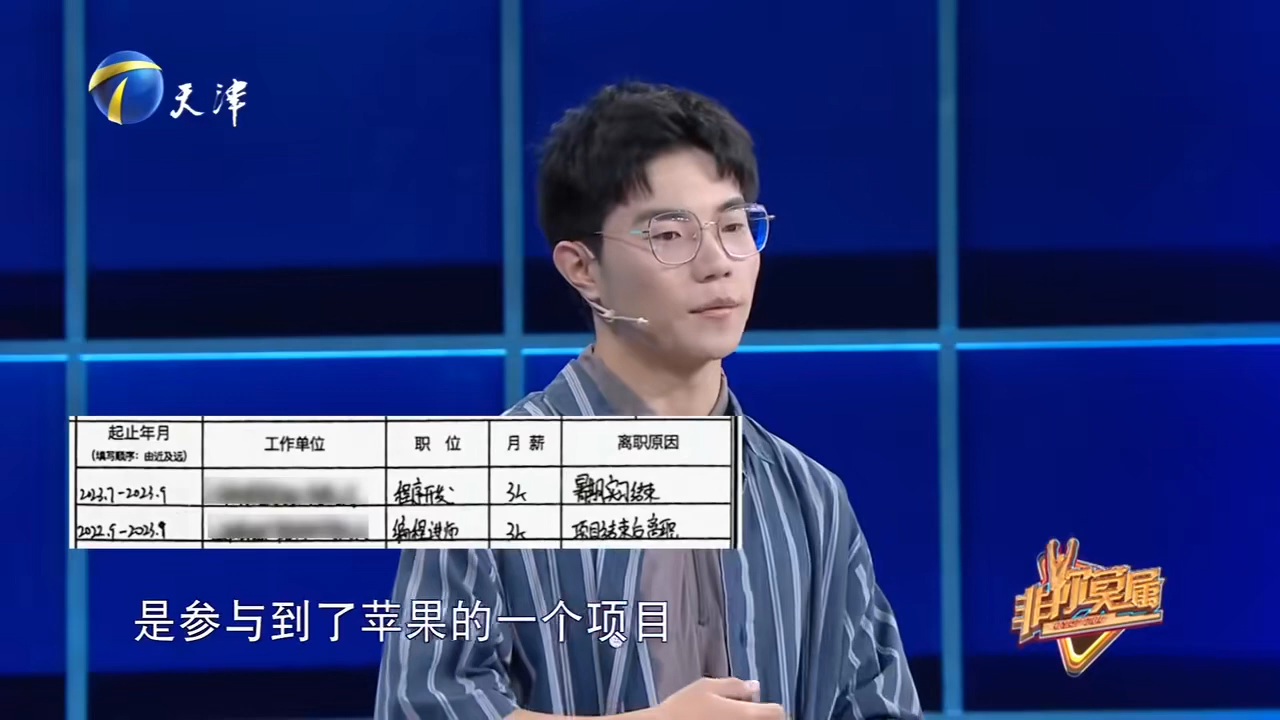 天津
起止年月 工作单位 职 位 月 薪 离职原因
(填写顺序:由近及远)
2023.7-2023.9 程序开发 3k 暑期实习结束
2022.9-2023.9 编程讲师 3k 项目结束后离职
是参与到了苹果的一个项目
非你莫属